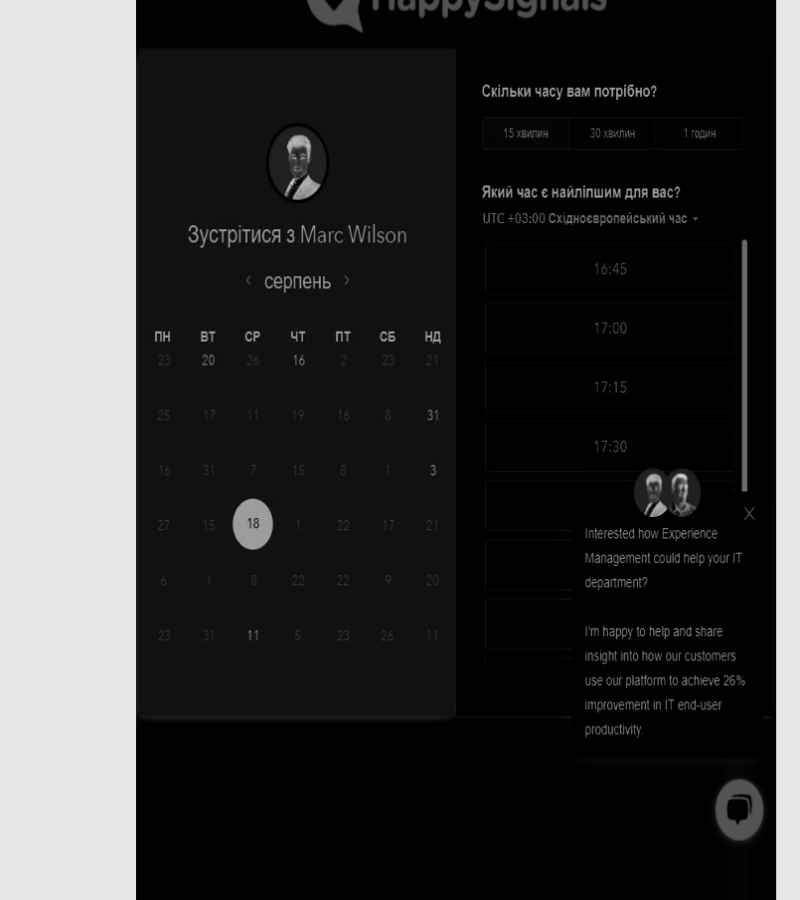 HappySignals
Зустрітися з Marc Wilson
‹ серпень ›
ПН ВТ СР ЧТ ПТ СБ НД
23 20 26 16 2 23 21
25 17 11 19 16 8 31
16 31 7 15 8 1 3
27 15 18 1 22 17 21
6 1 8 22 22 9 20
23 31 11 5 23 26 11
Скільки часу вам потрібно?
15 хвилин 30 хвилин 1 годин
Який час є найліпшим для вас?
UTC +03:00 Східноєвропейський час
16:45
17:00
17:15
17:30
X
Interested how Experience
Management could help your IT
department?
I'm happy to help and share
insight into how our customers
use our platform to achieve 26%
improvement in IT end-user
productivity.